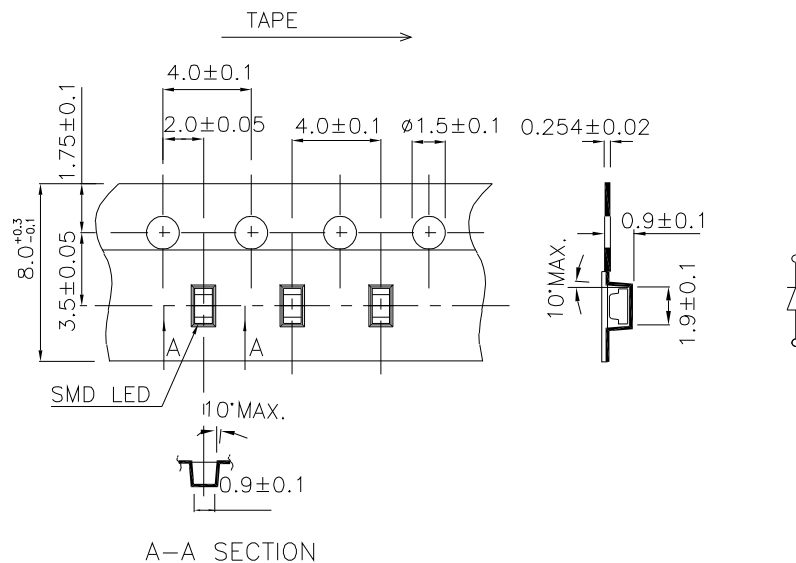 TAPE
4.0±0.1
2.0±0.05
4.0±0.1
ø1.5±0.1
0.254±0.02
1.75±0.1
8.0+0.3-0.1
3.5±0.05
0.9±0.1
10°MAX.
1.9±0.1
A
A
SMD LED
10°MAX.
0.9±0.1
A-A SECTION